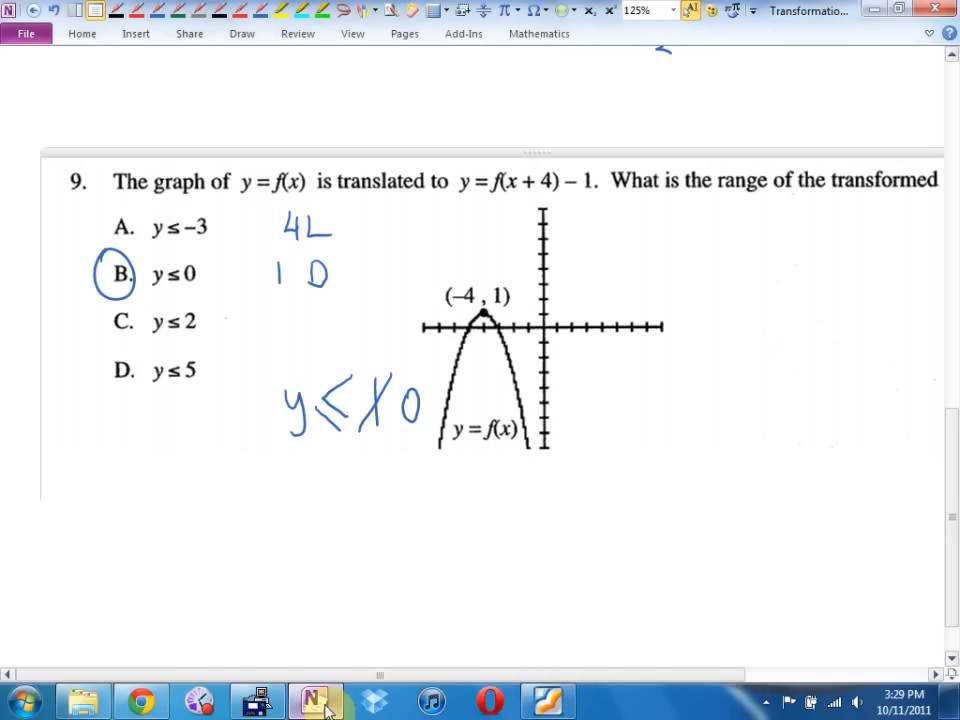 125%
Transformatio...
File Home Insert Share Draw Review View Pages Add-Ins Mathematics
9. The graph of y = f(x) is translated to y = f(x + 4) – 1. What is the range of the transformed
A. y ≤ –3
4L
B. y ≤ 0
1 D
(–4 , 1)
C. y ≤ 2
D. y ≤ 5
y ≤ 1 0
y = f(x)
3:29 PM
10/11/2011